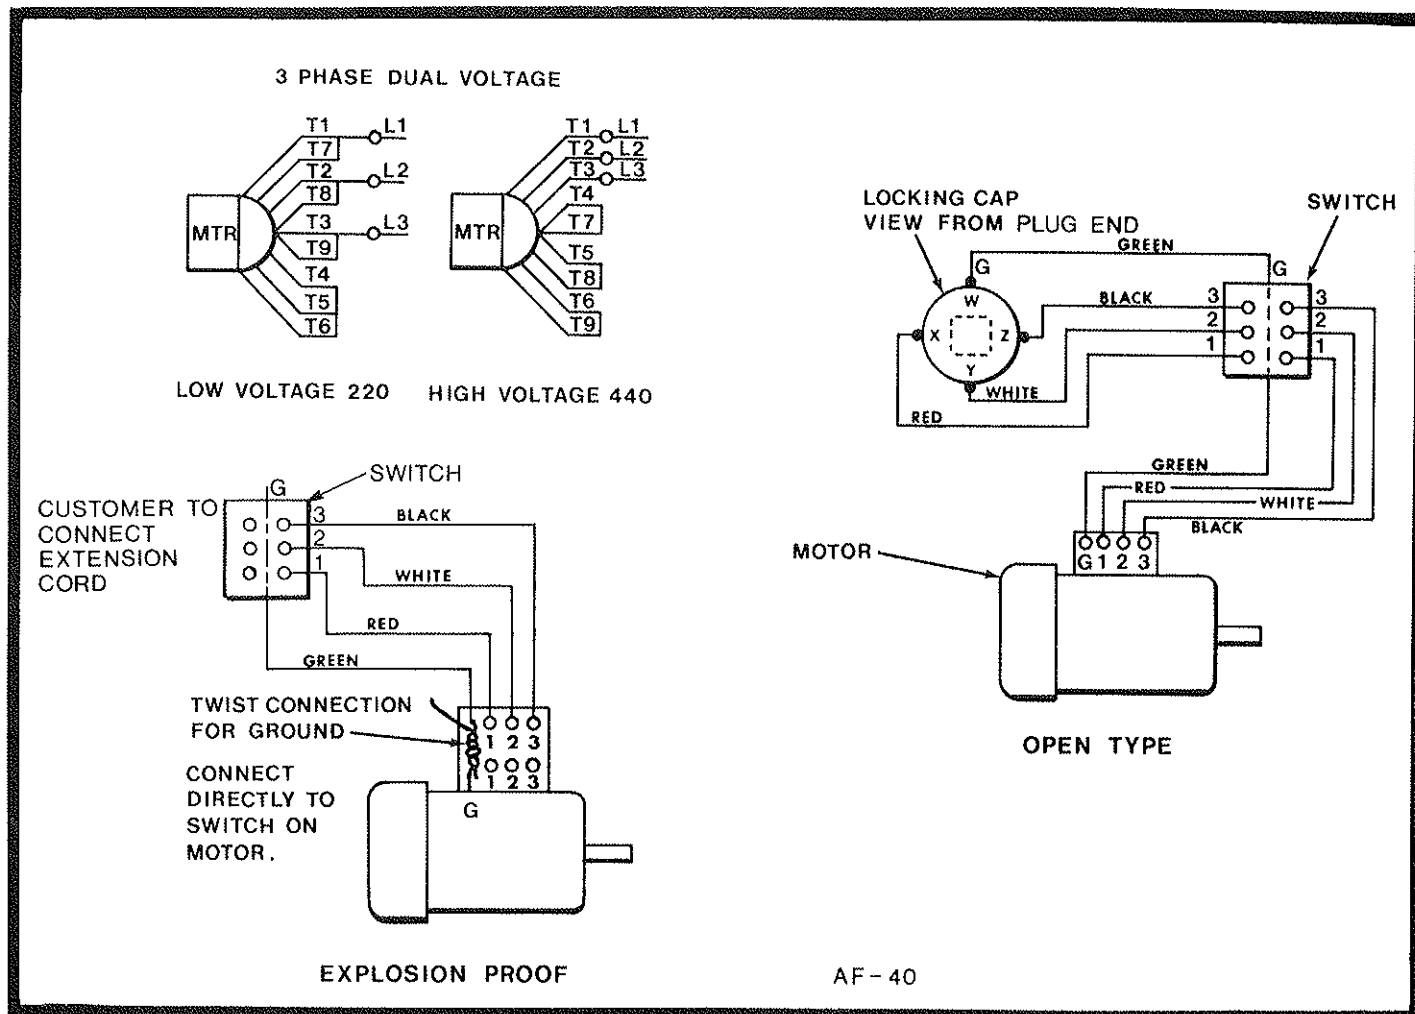 3 PHASE DUAL VOLTAGE
T1 L1
T7
T2 L2
T8
T3 L3
T9
T4
T5
T6
MTR
LOW VOLTAGE 220
T1 L1
T2 L2
T3 L3
T4
T7
T5
T8
T6
T9
MTR
HIGH VOLTAGE 440
LOCKING CAP
VIEW FROM PLUG END
SWITCH
GREEN
G
G
W
X
Z
Y
BLACK
WHITE
RED
3
2
1
3
2
1
GREEN
RED
WHITE
BLACK
MOTOR
G 1 2 3
OPEN TYPE
SWITCH
G
CUSTOMER TO
CONNECT
EXTENSION
CORD
3
2
1
BLACK
WHITE
RED
GREEN
TWIST CONNECTION
FOR GROUND
1 2 3
1 2 3
G
CONNECT
DIRECTLY TO
SWITCH ON
MOTOR.
EXPLOSION PROOF
AF-40